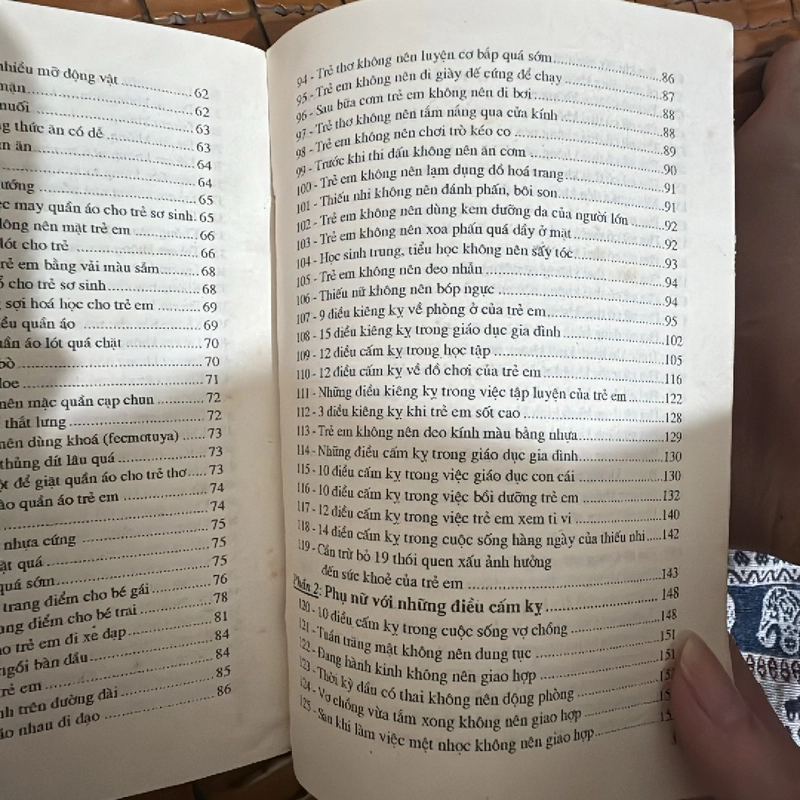 nhiều mỡ động vật ..... 62
..... 62
muối ..... 63
thức ăn có dễ ..... 63
ăn ..... 64
..... 64
..... 65
may quần áo cho trẻ sơ sinh. 65
không nên mặt trẻ em ..... 66
lót cho trẻ ..... 66
trẻ em bằng vải màu sẫm ..... 68
cho trẻ sơ sinh ..... 68
sợi hoá học cho trẻ em ..... 69
quần áo ..... 69
quần áo lót quá chật ..... 70
bò ..... 70
..... 71
nên mặc quần cạp chun ..... 72
thắt lưng ..... 72
nên dùng khoá (fecmotuya) ..... 73
thủng đít lâu quá ..... 73
để giặt quần áo cho trẻ thơ ..... 73
quần áo trẻ em ..... 74
..... 74
nhựa cứng ..... 75
quá ..... 75
quá sớm ..... 75
trang điểm cho bé gái ..... 76
điểm cho bé trai ..... 78
cho trẻ em đi xe đạp ..... 81
ngồi bàn đầu ..... 84
trẻ em ..... 84
trên đường dài ..... 85
nhau đi dạo ..... 86
94 - Trẻ thơ không nên luyện cơ bắp quá sớm ..... 86
95 - Trẻ em không nên đi giày đế cứng để chạy ..... 87
96 - Sau bữa cơm trẻ em không nên đi bơi ..... 88
97 - Trẻ thơ không nên tắm nắng qua cửa kính ..... 88
98 - Trẻ em không nên chơi trò kéo co ..... 89
99 - Trước khi thi đấu không nên ăn cơm ..... 90
100 - Trẻ em không nên lạm dụng đồ hoá trang ..... 91
101 - Thiếu nhi không nên đánh phấn, bôi son ..... 91
102 - Trẻ em không nên dùng kem dưỡng da của người lớn ..... 92
103 - Trẻ em không nên xoa phấn quá dầy ở mặt ..... 92
104 - Học sinh trung, tiểu học không nên sấy tóc ..... 93
105 - Trẻ em không nên đeo nhẫn ..... 94
106 - Thiếu nữ không nên bóp ngực ..... 94
107 - 9 điều kiêng kỵ về phòng ở của trẻ em ..... 95
108 - 15 điều kiêng kỵ trong giáo dục gia đình ..... 102
109 - 12 điều cấm kỵ trong học tập ..... 105
110 - 12 điều cấm kỵ về đồ chơi của trẻ em ..... 116
111 - Những điều kiêng kỵ trong việc tập luyện của trẻ em ..... 122
112 - 3 điều kiêng kỵ khi trẻ em sốt cao ..... 128
113 - Trẻ em không nên đeo kính màu bằng nhựa ..... 129
114 - Những điều cấm kỵ trong giáo dục gia đình ..... 130
115 - 10 điều cấm kỵ trong việc giáo dục con cái ..... 130
116 - 10 điều cấm kỵ trong việc bồi dưỡng trẻ em ..... 132
117 - 12 điều cấm kỵ trong việc trẻ em xem ti vi ..... 140
118 - 14 điều cấm kỵ trong cuộc sống hàng ngày của thiếu nhi ..... 142
119 - Cần trừ bỏ 19 thói quen xấu ảnh hưởng
đến sức khoẻ của trẻ em ..... 143
Phần 2: Phụ nữ với những điều cấm kỵ ..... 148
120 - 10 điều cấm kỵ trong cuộc sống vợ chồng ..... 148
121 - Tuần trăng mật không nên dung tục ..... 151
122 - Đang hành kinh không nên giao hợp ..... 151
123 - Thời kỳ đầu có thai không nên động phòng ..... 15
124 - Vợ chồng vừa tắm xong không nên giao hợp ..... 15
125 - Sau khi làm việc mệt nhọc không nên giao hợp ..... 15